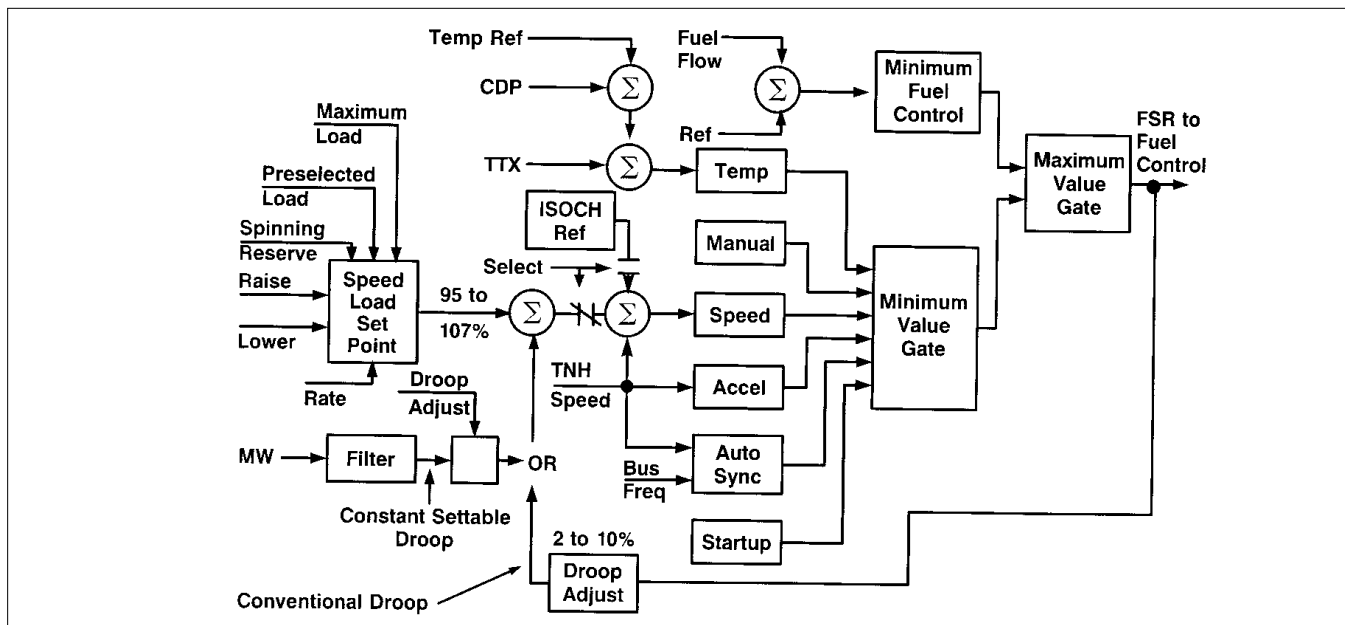 Temp Ref
CDP
TTX
Fuel
Flow
Ref
Σ
Σ
Σ
Minimum
Fuel
Control
Maximum
Value
Gate
FSR to
Fuel
Control
Maximum
Load
Preselected
Load
Spinning
Reserve
Raise
Lower
Rate
Speed
Load
Set
Point
95 to
107%
Σ
Select
ISOCH
Ref
Σ
Temp
Manual
Speed
Accel
Auto
Sync
Startup
Minimum
Value
Gate
TNH
Speed
Bus
Freq
Droop
Adjust
MW
Filter
OR
Constant Settable
Droop
2 to 10%
Droop
Adjust
Conventional Droop